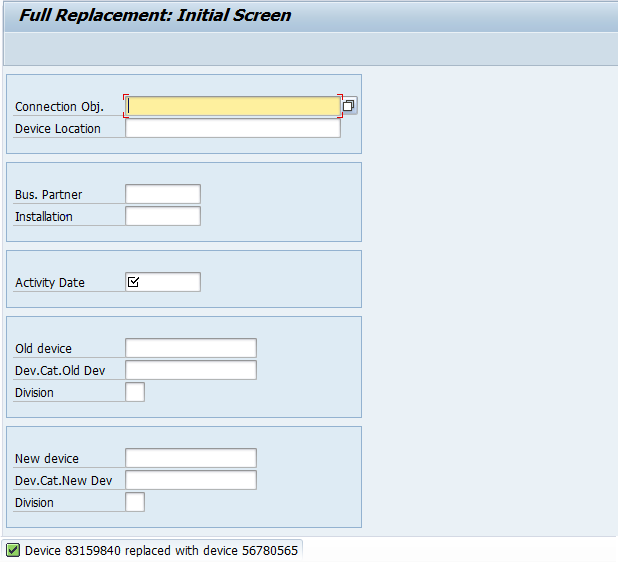 Full Replacement: Initial Screen
Connection Obj.
Device Location
Bus. Partner
Installation
Activity Date
Old device
Dev.Cat.Old Dev
Division
New device
Dev.Cat.New Dev
Division
Device 83159840 replaced with device 56780565